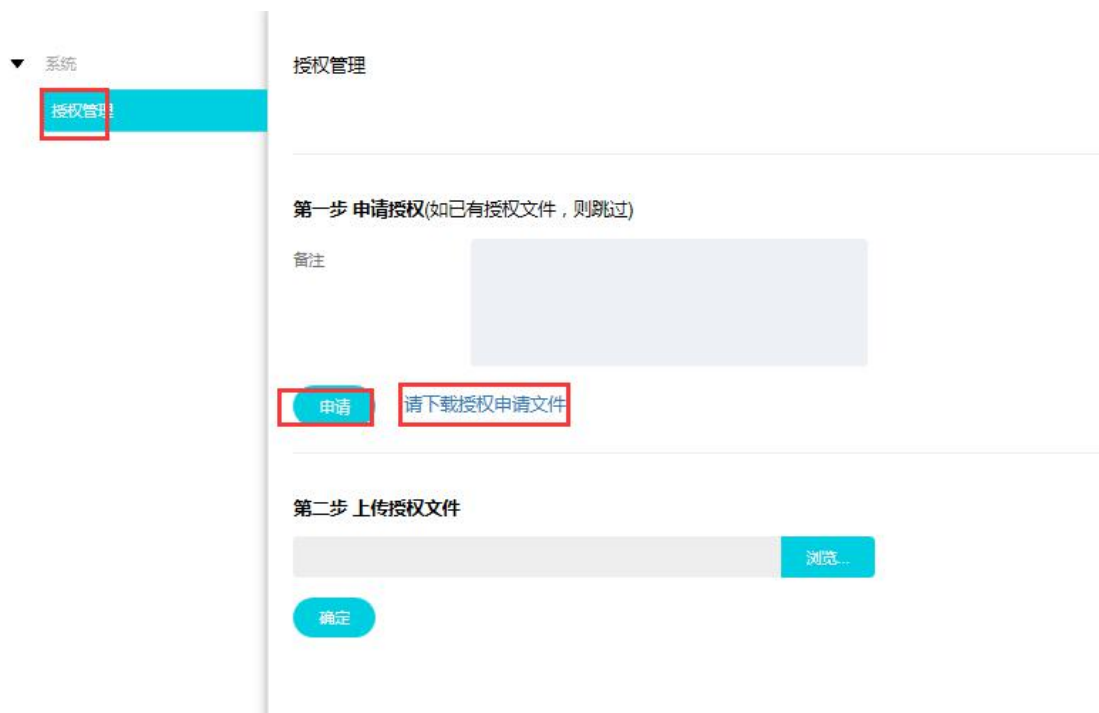 系统
授权管理
授权管理
第一步 申请授权(如已有授权文件，则跳过)
备注
申请
请下载授权申请文件
第二步 上传授权文件
浏览...
确定